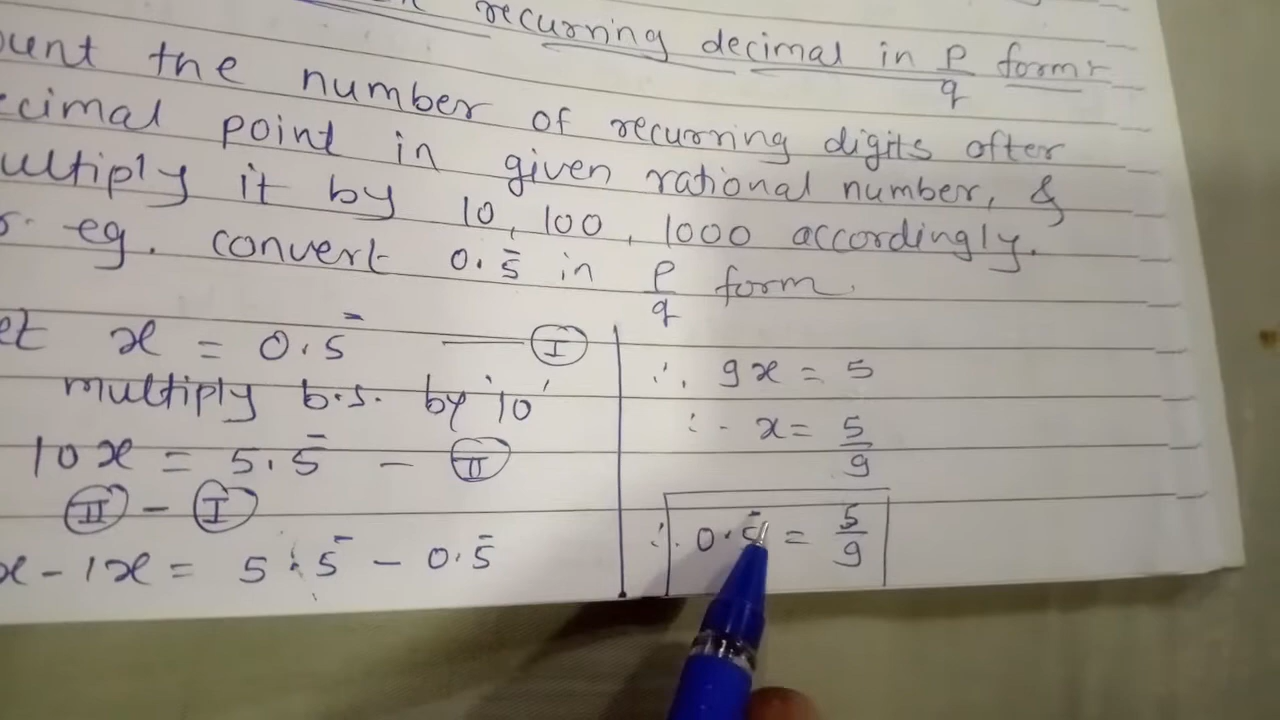 recurring decimal in p/q form:-
the number of recurring digits after
decimal point in given rational number, &
multiply it by 10, 100, 1000 accordingly.
eg. convert 0.5̅ in p/q form.
x = 0.5̅ — I
multiply b.s. by 10
10x = 5.5̅ — II
II - I
x - 1x = 5.5̅ - 0.5̅
∴ 9x = 5
∴ x = 5/9
∴ 0.5̅ = 5/9